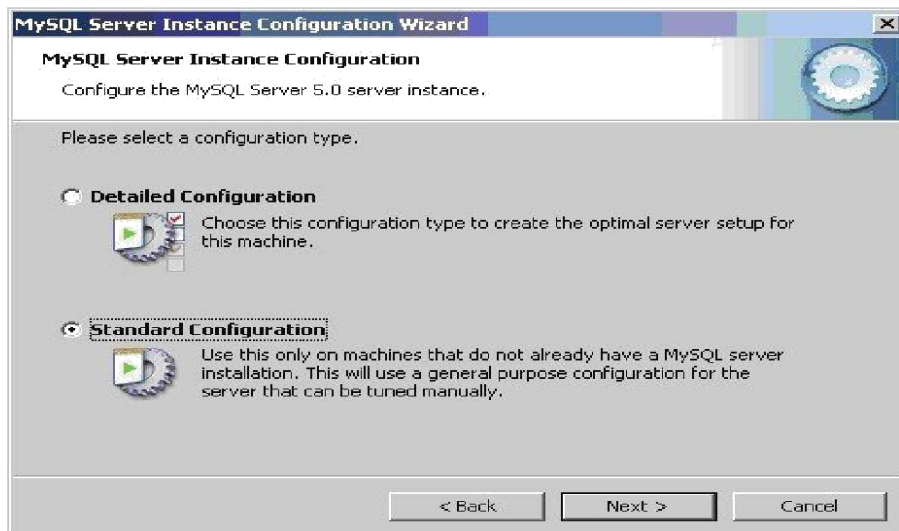 MySQL Server Instance Configuration Wizard
MySQL Server Instance Configuration
Configure the MySQL Server 5.0 server instance.
Please select a configuration type.
Detailed Configuration
Choose this configuration type to create the optimal server setup for
this machine.
Standard Configuration
Use this only on machines that do not already have a MySQL server
installation. This will use a general purpose configuration for the
server that can be tuned manually.
< Back Next > Cancel